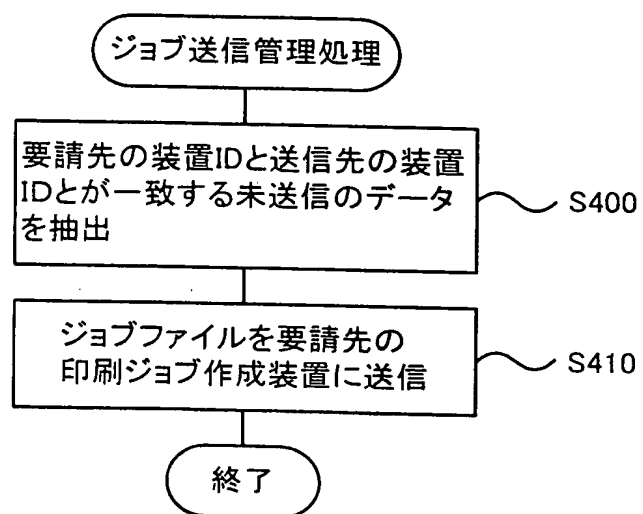 ジョブ送信管理処理
要請先の装置IDと送信先の装置
IDとが一致する未送信のデータ
を抽出
S400
ジョブファイルを要請先の
印刷ジョブ作成装置に送信
S410
終了